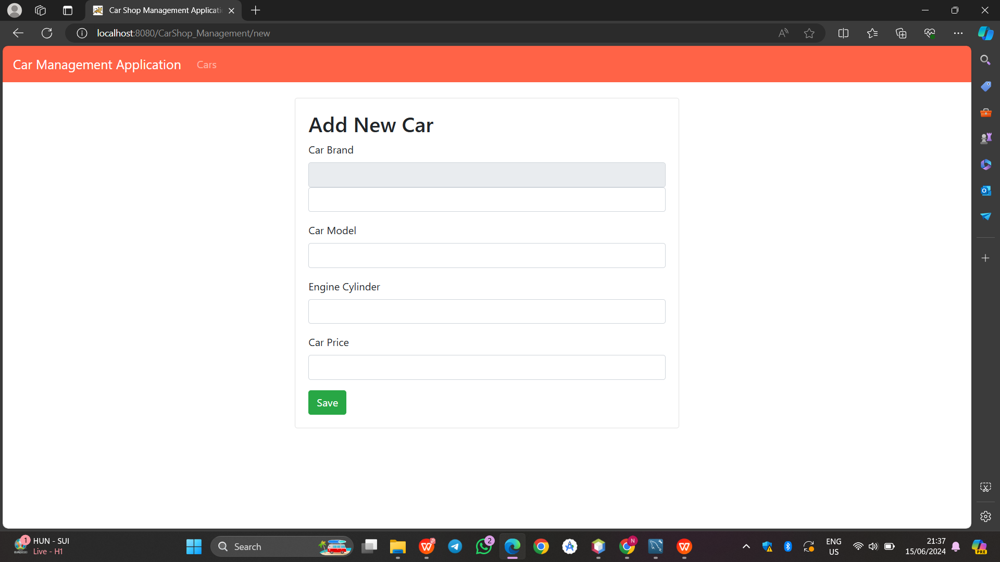 Car Shop Management Applicati
localhost:8080/CarShop_Management/new
Car Management Application
Cars
Add New Car
Car Brand
Car Model
Engine Cylinder
Car Price
Save
1
HUN - SUI
Live - H1
Search
2
N
ENG
US
21:37
15/06/2024
PRE